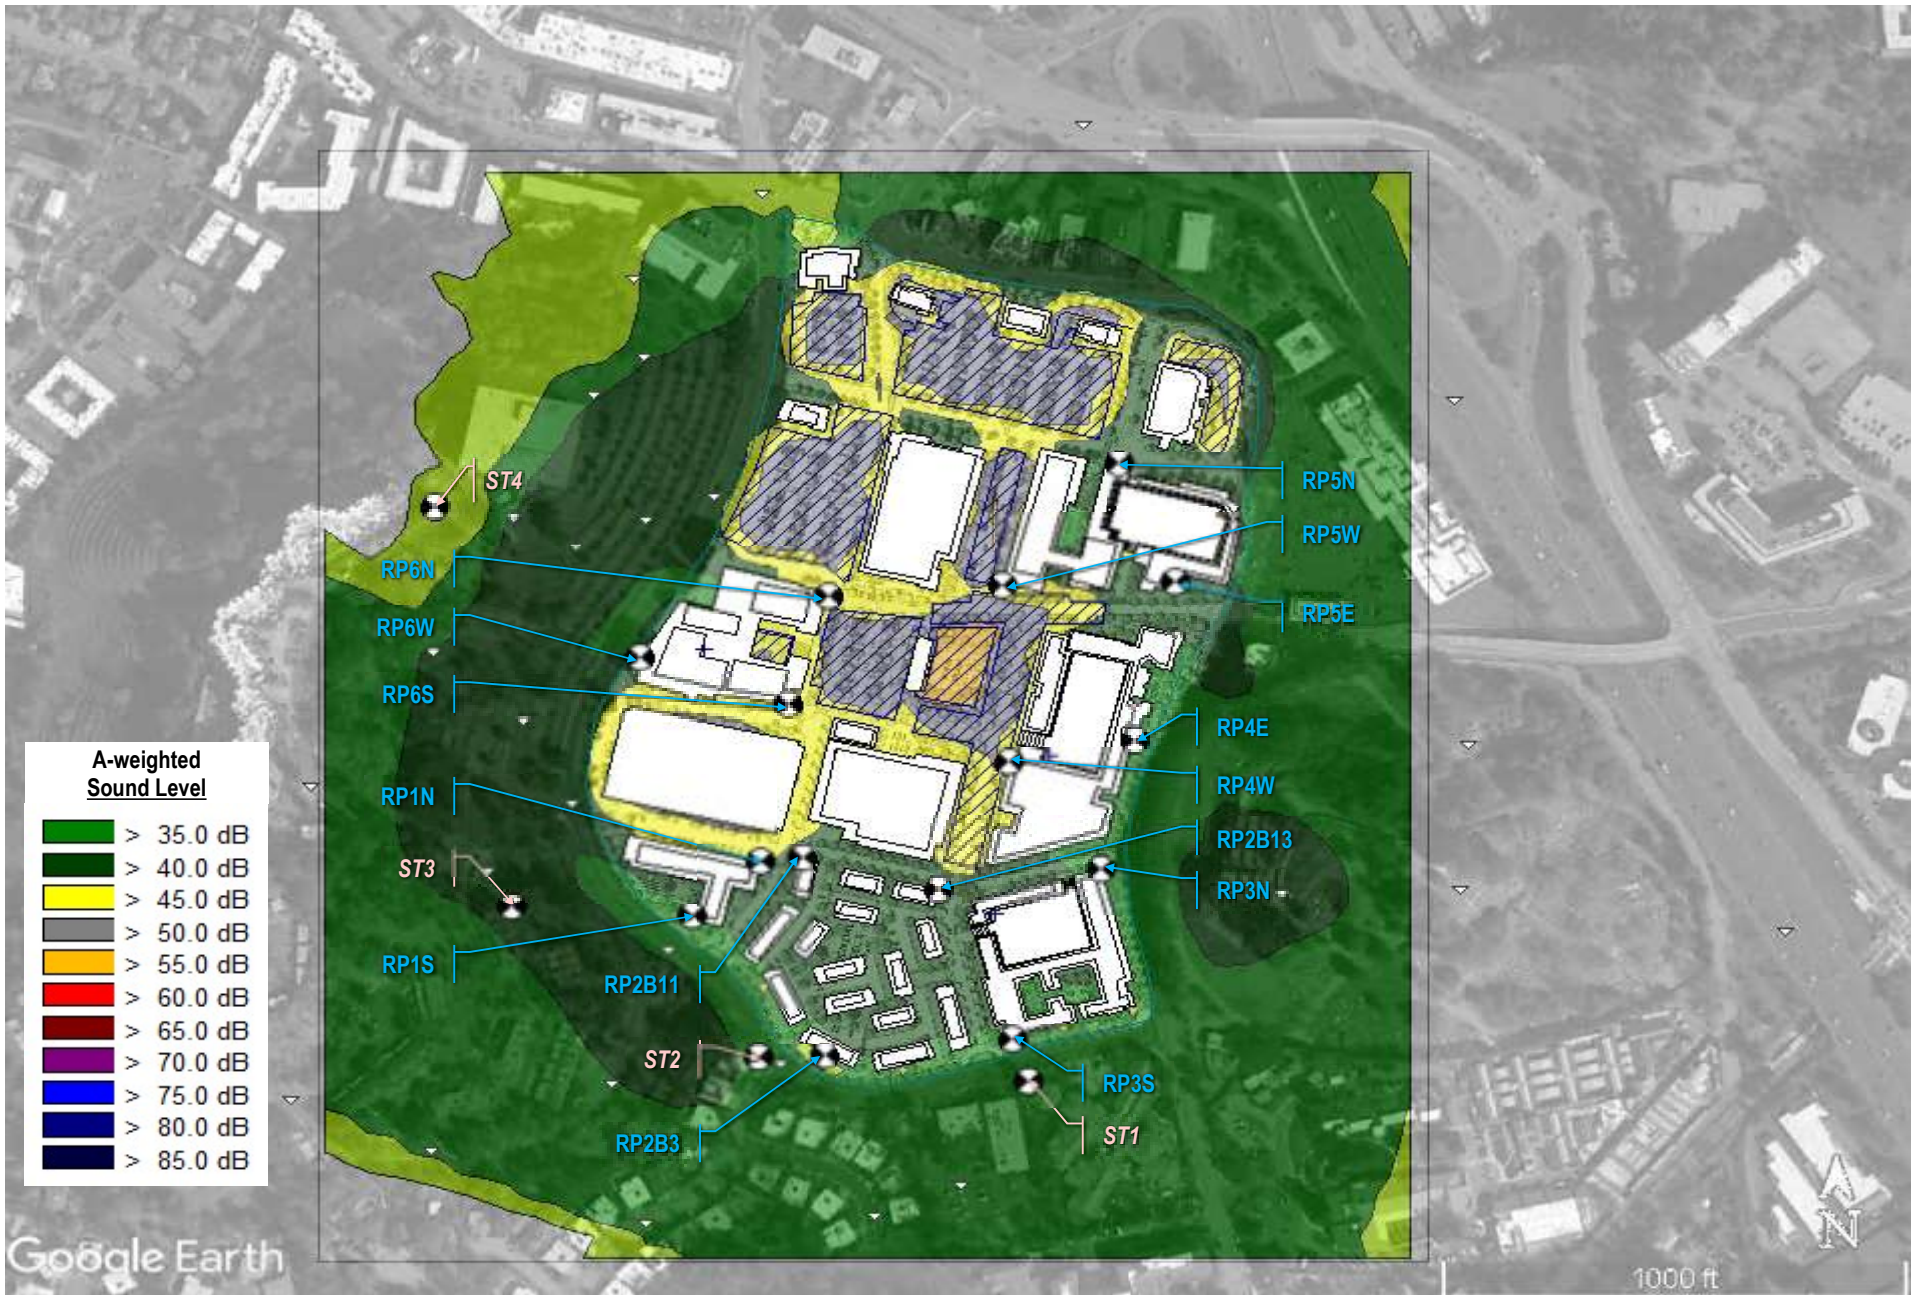 ST4
RP5N
RP5W
RP6N
RP5E
RP6W
RP6S
RP4E
A-weighted
Sound Level
> 35.0 dB
> 40.0 dB
> 45.0 dB
> 50.0 dB
> 55.0 dB
> 60.0 dB
> 65.0 dB
> 70.0 dB
> 75.0 dB
> 80.0 dB
> 85.0 dB
RP4W
RP1N
RP2B13
ST3
RP3N
RP1S
RP2B11
ST2
RP3S
ST1
RP2B3
N
Google Earth
1000 ft